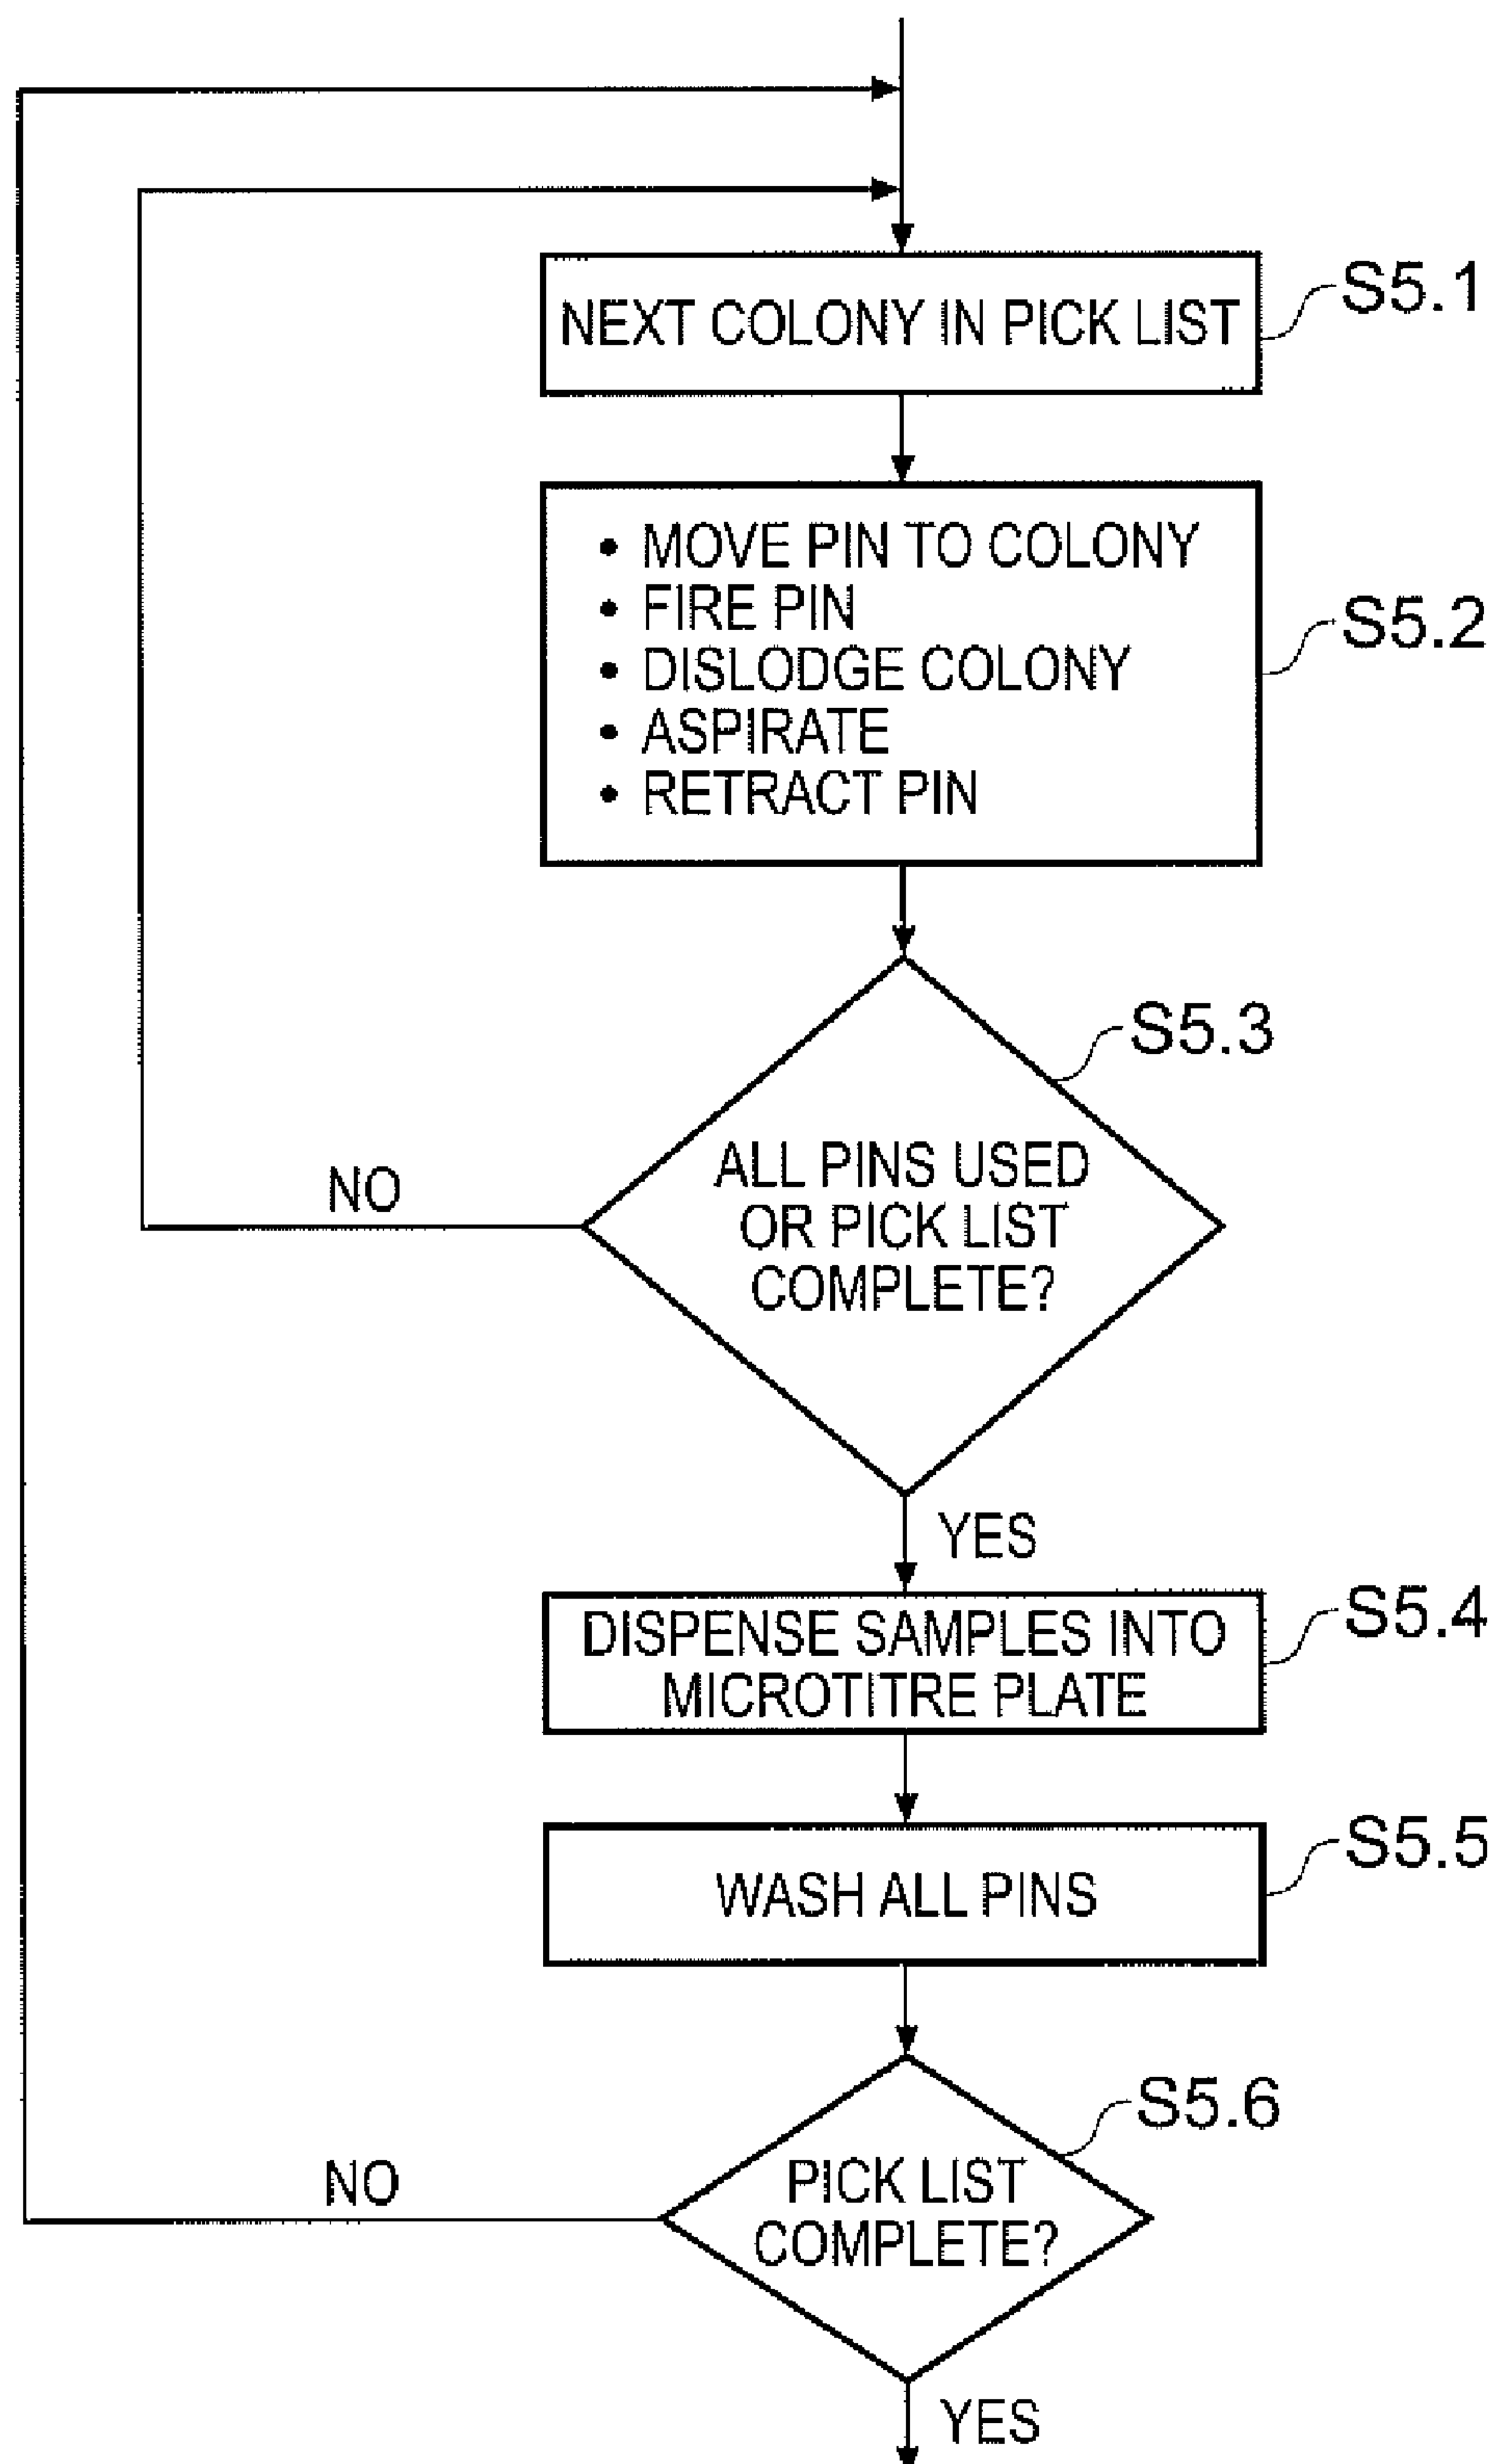 NEXT COLONY IN PICK LIST
S5.1
• MOVE PIN TO COLONY
• FIRE PIN
• DISLODGE COLONY
• ASPIRATE
• RETRACT PIN
S5.2
S5.3
ALL PINS USED
OR PICK LIST
COMPLETE?
NO
YES
DISPENSE SAMPLES INTO
MICROTITRE PLATE
S5.4
WASH ALL PINS
S5.5
S5.6
PICK LIST
COMPLETE?
NO
YES